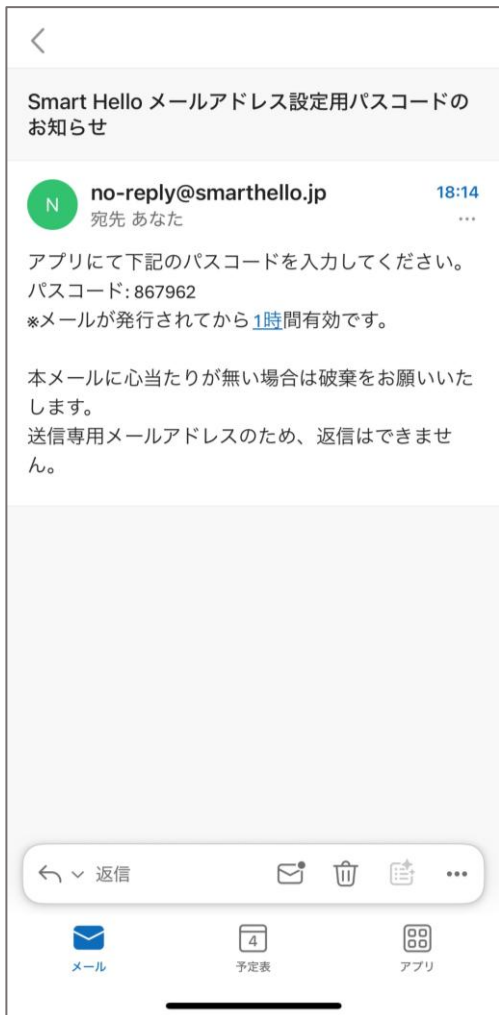 Smart Hello メールアドレス設定用パスコードの
お知らせ
N
no-reply@smarthello.jp
18:14
宛先 あなた
アプリにて下記のパスコードを入力してください。
パスコード: 867962
※メールが発行されてから1時間有効です。
本メールに心当たりが無い場合は破棄をお願いいた
します。
送信専用メールアドレスのため、返信はできませ
ん。
返信
メール
4
予定表
アプリ